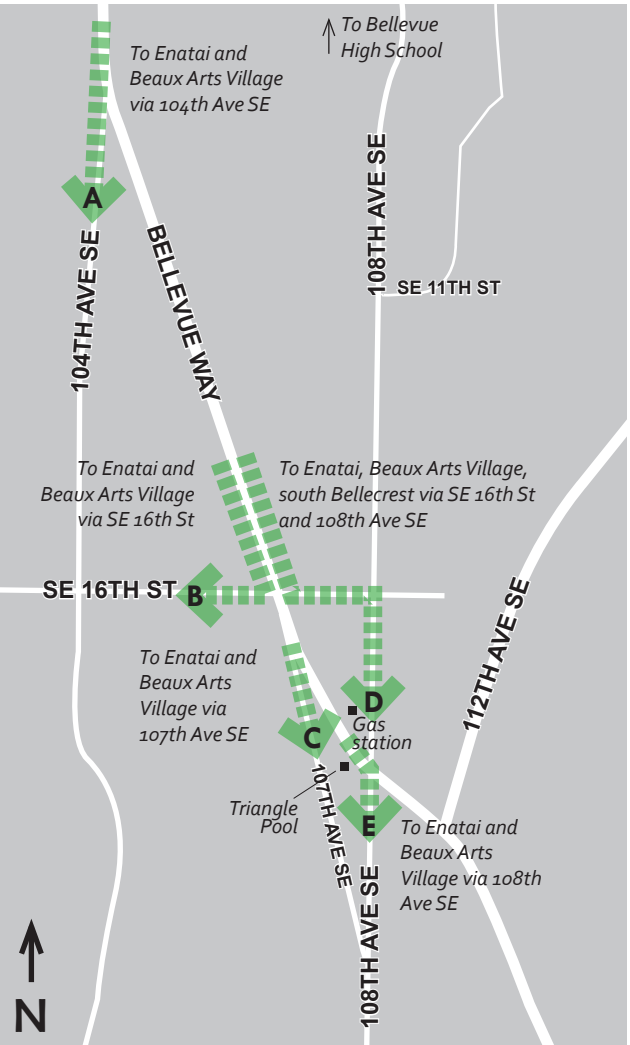 To Bellevue
High School
To Enatai and
Beaux Arts Village
via 104th Ave SE
A
108TH AVE SE
BELLEVUE WAY
104TH AVE SE
SE 11TH ST
To Enatai and
Beaux Arts Village
via SE 16th St
To Enatai, Beaux Arts Village,
south Bellecrest via SE 16th St
and 108th Ave SE
SE 16TH ST
B
112TH AVE SE
To Enatai and
Beaux Arts
Village via
107th Ave SE
D
C
Gas
station
107TH AVE SE
Triangle
Pool
E
To Enatai and
Beaux Arts
Village via 108th
Ave SE
108TH AVE SE
N